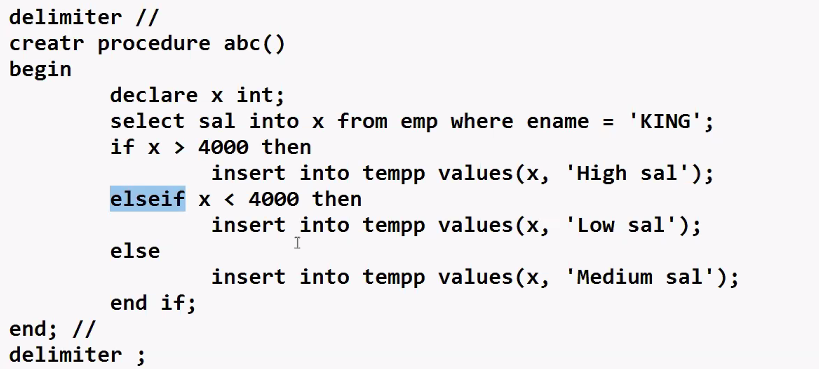 delimiter //
creatr procedure abc()
begin
declare x int;
select sal into x from emp where ename = 'KING';
if x > 4000 then
insert into tempp values(x, 'High sal');
elseif x < 4000 then
insert into tempp values(x, 'Low sal');
else
insert into tempp values(x, 'Medium sal');
end if;
end; //
delimiter ;